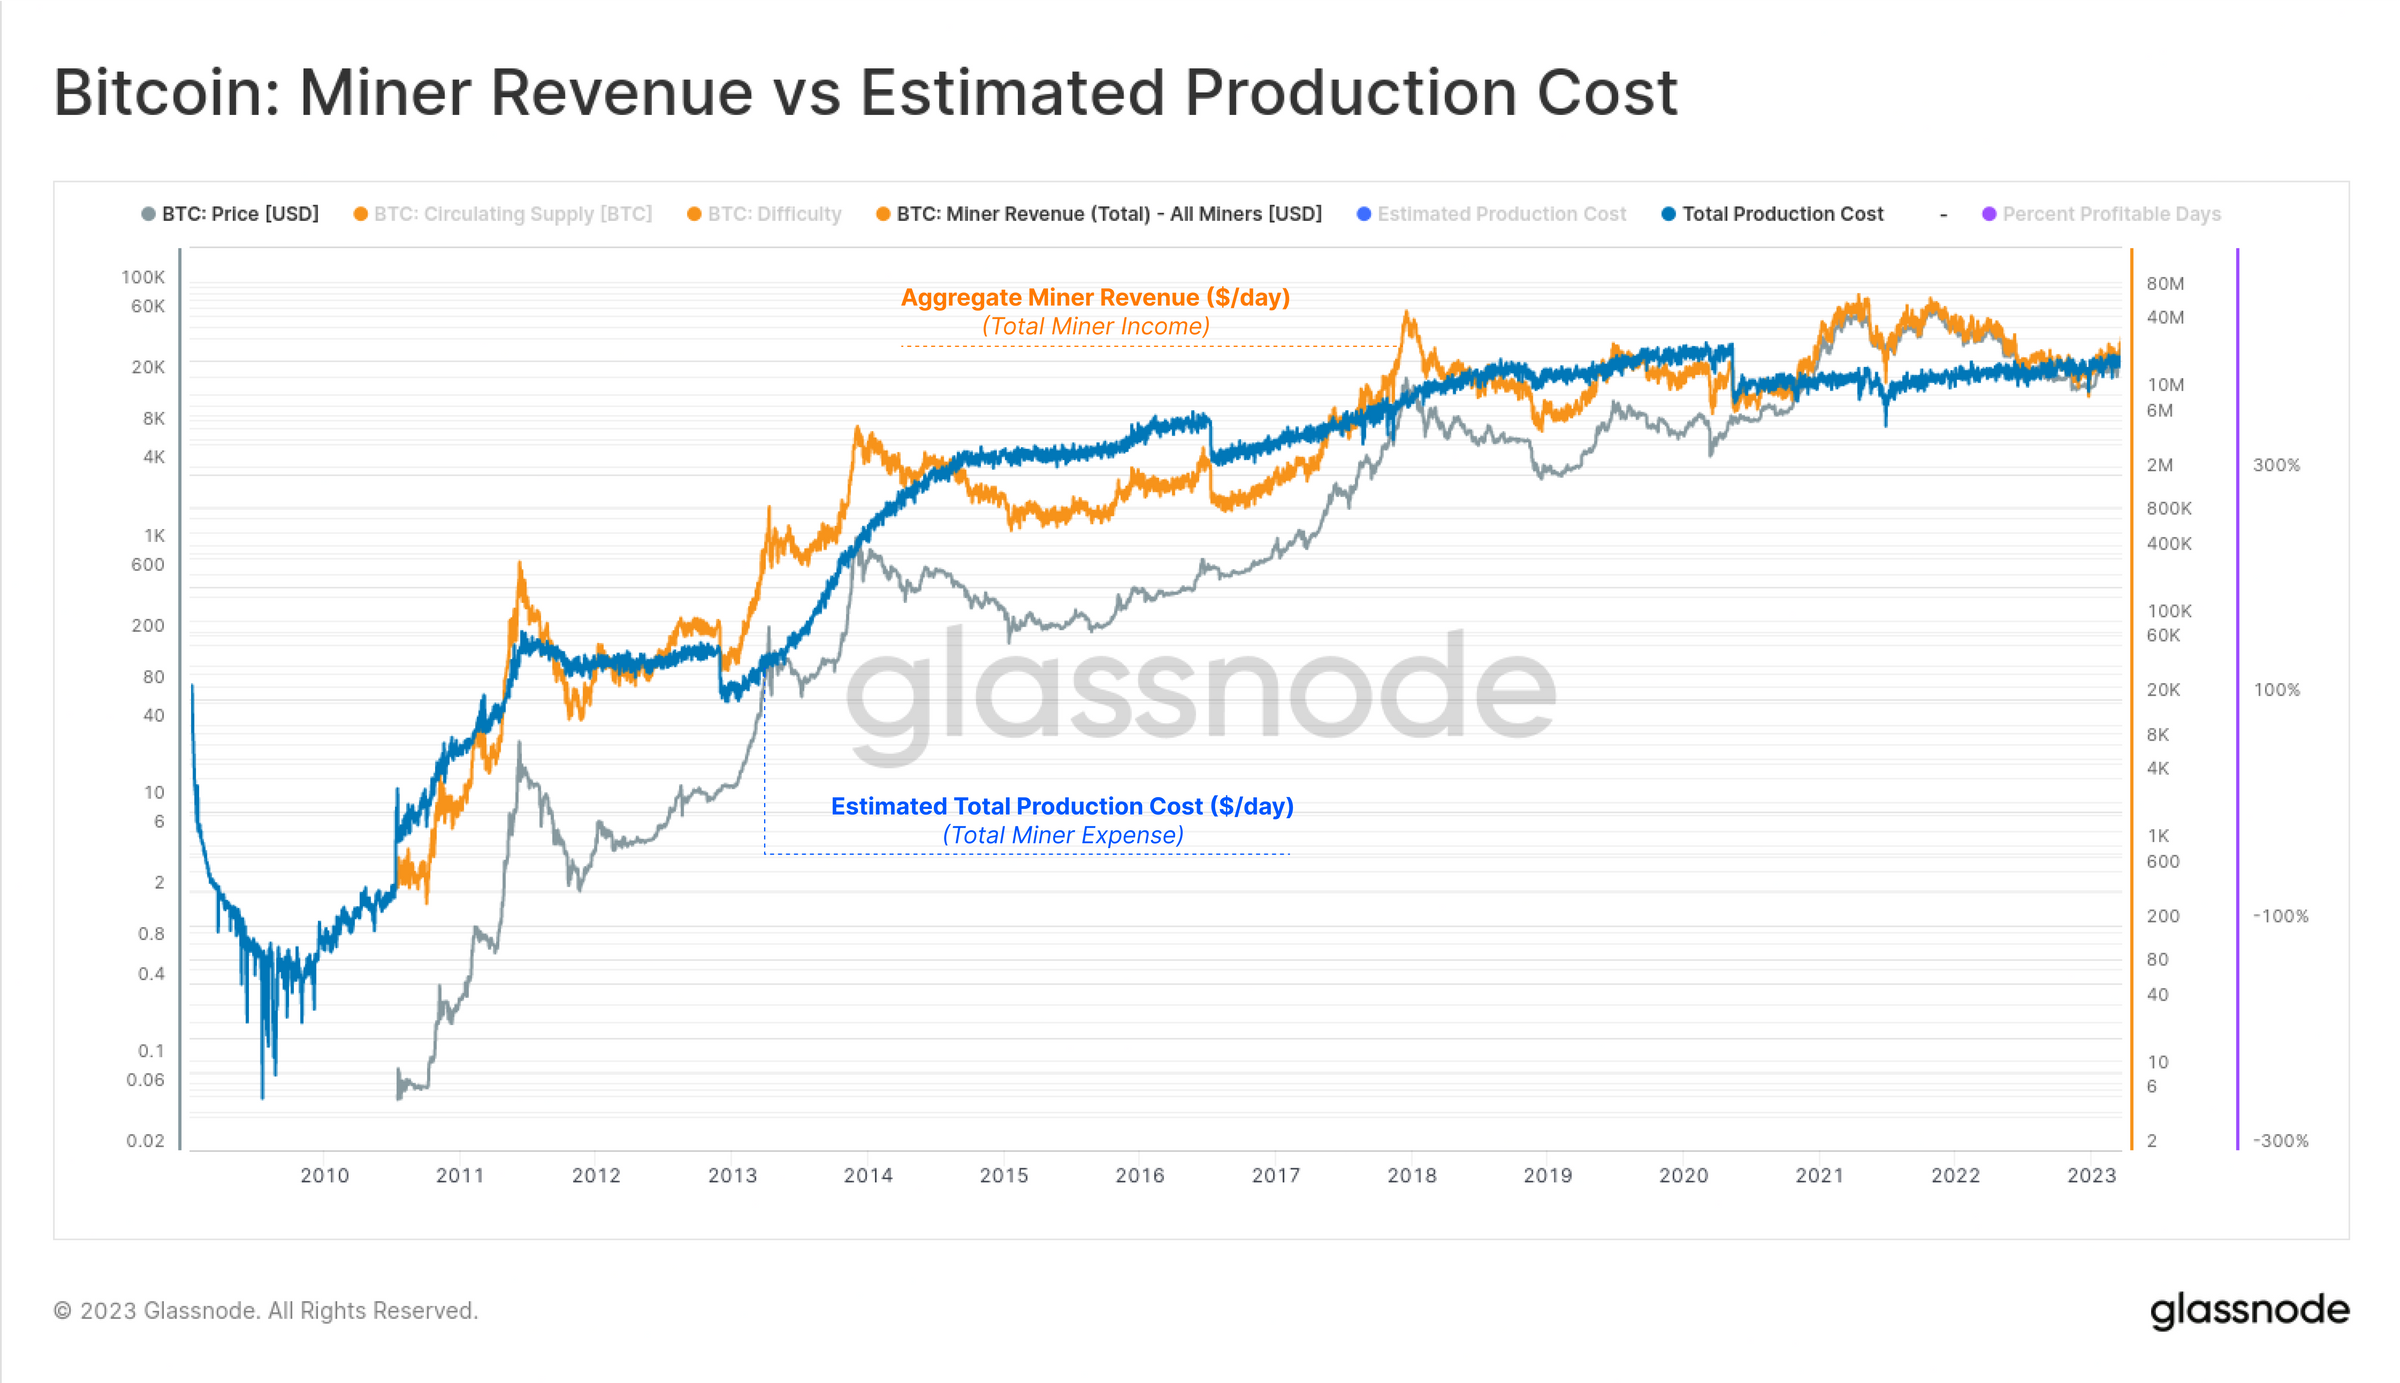 Bitcoin: Miner Revenue vs Estimated Production Cost
BTC: Price [USD] BTC: Circulating Supply [BTC] BTC: Difficulty BTC: Miner Revenue (Total) - All Miners [USD] Estimated Production Cost Total Production Cost - Percent Profitable Days
100K
60K
20K
8K
4K
1K
600
200
80
40
10
6
2
0.8
0.4
0.1
0.06
0.02
Aggregate Miner Revenue ($/day)
(Total Miner Income)
glassnode
Estimated Total Production Cost ($/day)
(Total Miner Expense)
80M
40M
10M
6M
2M
800K
400K
100K
60K
20K
8K
4K
1K
600
200
80
40
10
6
2
300%
100%
-100%
-300%
2010 2011 2012 2013 2014 2015 2016 2017 2018 2019 2020 2021 2022 2023
© 2023 Glassnode. All Rights Reserved.
glassnode